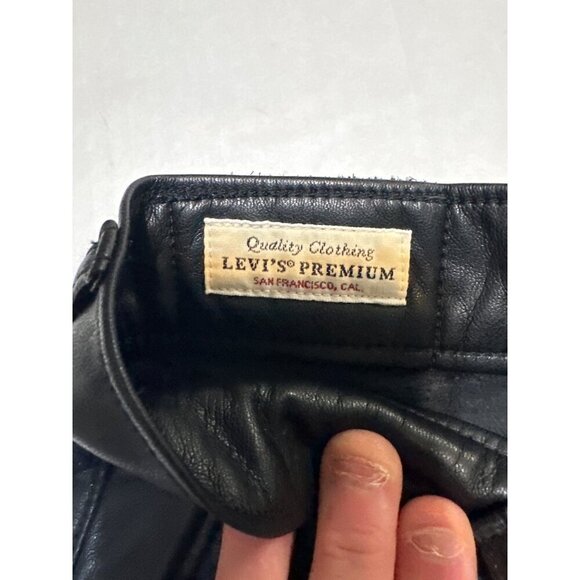 Quality Clothing
LEVI'S® PREMIUM
SAN FRANCISCO, CAL.